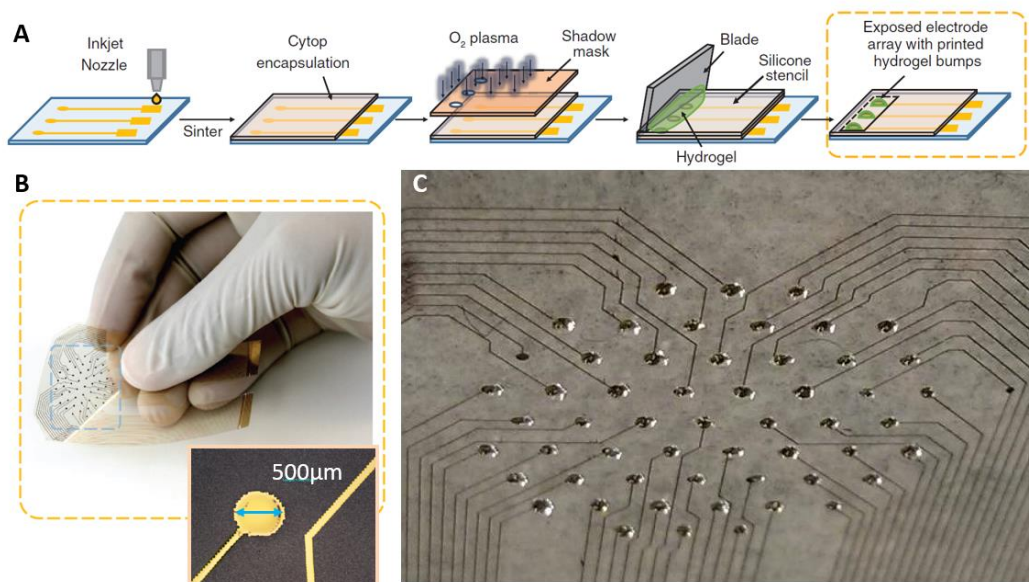 A
Inkjet
Nozzle
Sinter
Cytop
encapsulation
O₂ plasma
Shadow
mask
Blade
Silicone
stencil
Hydrogel
Exposed electrode
array with printed
hydrogel bumps
B
500µm
C